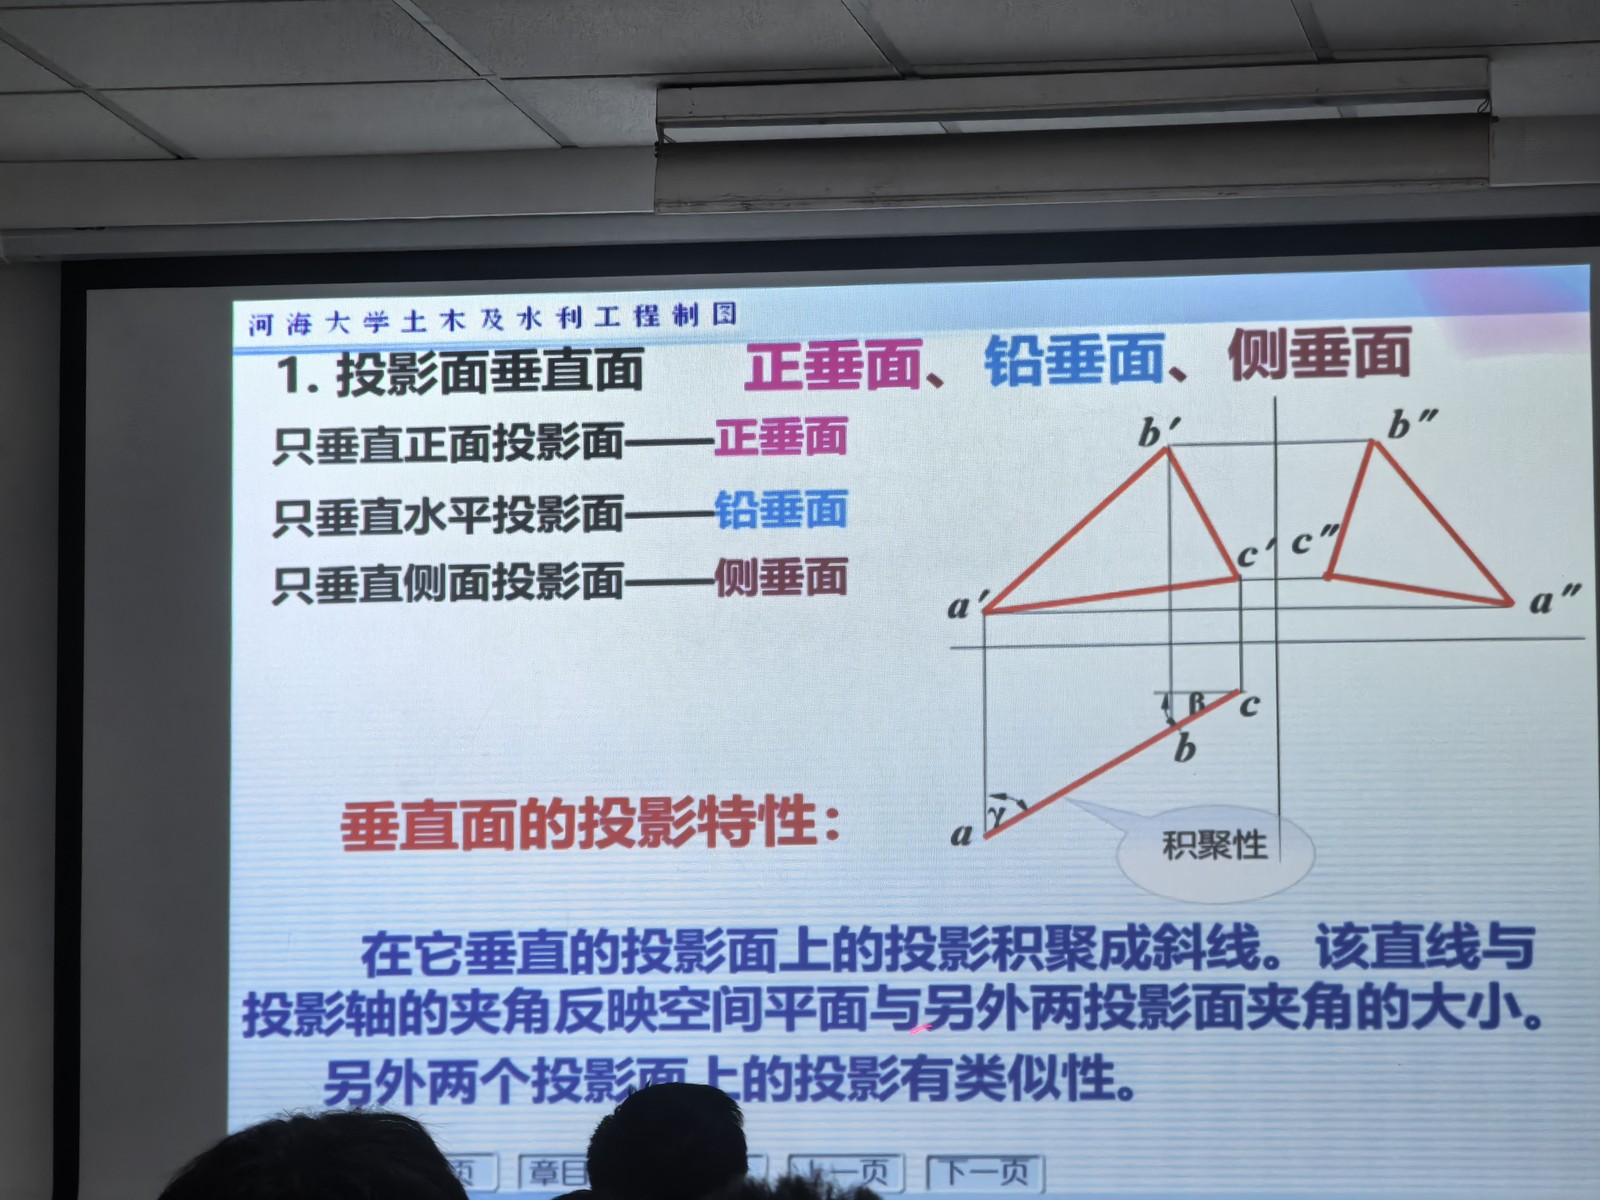 河海大学土木及水利工程制图
1. 投影面垂直面 正垂面、铅垂面、侧垂面
只垂直正面投影面——正垂面
只垂直水平投影面——铅垂面
只垂直侧面投影面——侧垂面
b′ b″
c′ c″
a′ a″
β c
b
γ
a
积聚性
垂直面的投影特性：
在它垂直的投影面上的投影积聚成斜线。该直线与
投影轴的夹角反映空间平面与另外两投影面夹角的大小。
另外两个投影面上的投影有类似性。
页 章目 上一页 下一页